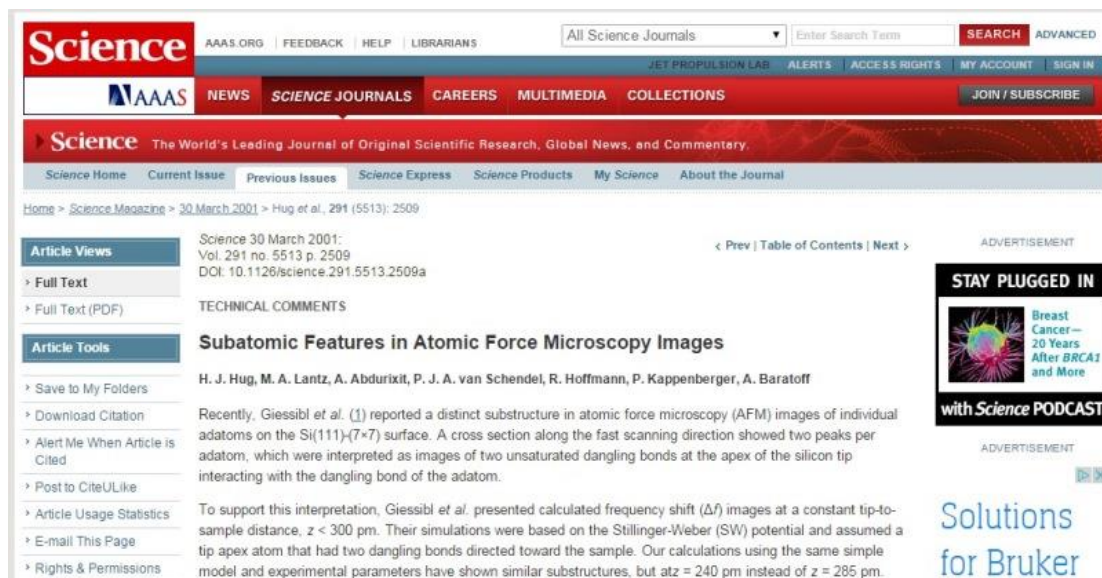 Science
AAAS.ORG FEEDBACK HELP LIBRARIANS
All Science Journals
Enter Search Term
SEARCH ADVANCED
JET PROPULSION LAB ALERTS ACCESS RIGHTS MY ACCOUNT SIGN IN
AAAS NEWS SCIENCE JOURNALS CAREERS MULTIMEDIA COLLECTIONS JOIN / SUBSCRIBE
Science The World's Leading Journal of Original Scientific Research, Global News, and Commentary.
Science Home Current Issue Previous Issues Science Express Science Products My Science About the Journal
Home > Science Magazine > 30 March 2001 > Hug et al., 291 (5513): 2509
Article Views
Full Text
Full Text (PDF)
Article Tools
Save to My Folders
Download Citation
Alert Me When Article is
Cited
Post to CiteULike
Article Usage Statistics
E-mail This Page
Rights & Permissions
Science 30 March 2001:
Vol. 291 no. 5513 p. 2509
DOI: 10.1126/science.291.5513.2509a
‹ Prev | Table of Contents | Next ›
TECHNICAL COMMENTS
Subatomic Features in Atomic Force Microscopy Images
H. J. Hug, M. A. Lantz, A. Abdurixit, P. J. A. van Schendel, R. Hoffmann, P. Kappenberger, A. Baratoff
Recently, Giessibl et al. (1) reported a distinct substructure in atomic force microscopy (AFM) images of individual
adatoms on the Si(111)-(7×7) surface. A cross section along the fast scanning direction showed two peaks per
adatom, which were interpreted as images of two unsaturated dangling bonds at the apex of the silicon tip
interacting with the dangling bond of the adatom.
To support this interpretation, Giessibl et al. presented calculated frequency shift (Δf) images at a constant tip-to-
sample distance, z < 300 pm. Their simulations were based on the Stillinger-Weber (SW) potential and assumed a
tip apex atom that had two dangling bonds directed toward the sample. Our calculations using the same simple
model and experimental parameters have shown similar substructures, but atz = 240 pm instead of z = 285 pm.
ADVERTISEMENT
STAY PLUGGED IN
Breast
Cancer—
20 Years
After BRCA1
and More
with Science PODCAST
ADVERTISEMENT
Solutions
for Bruker